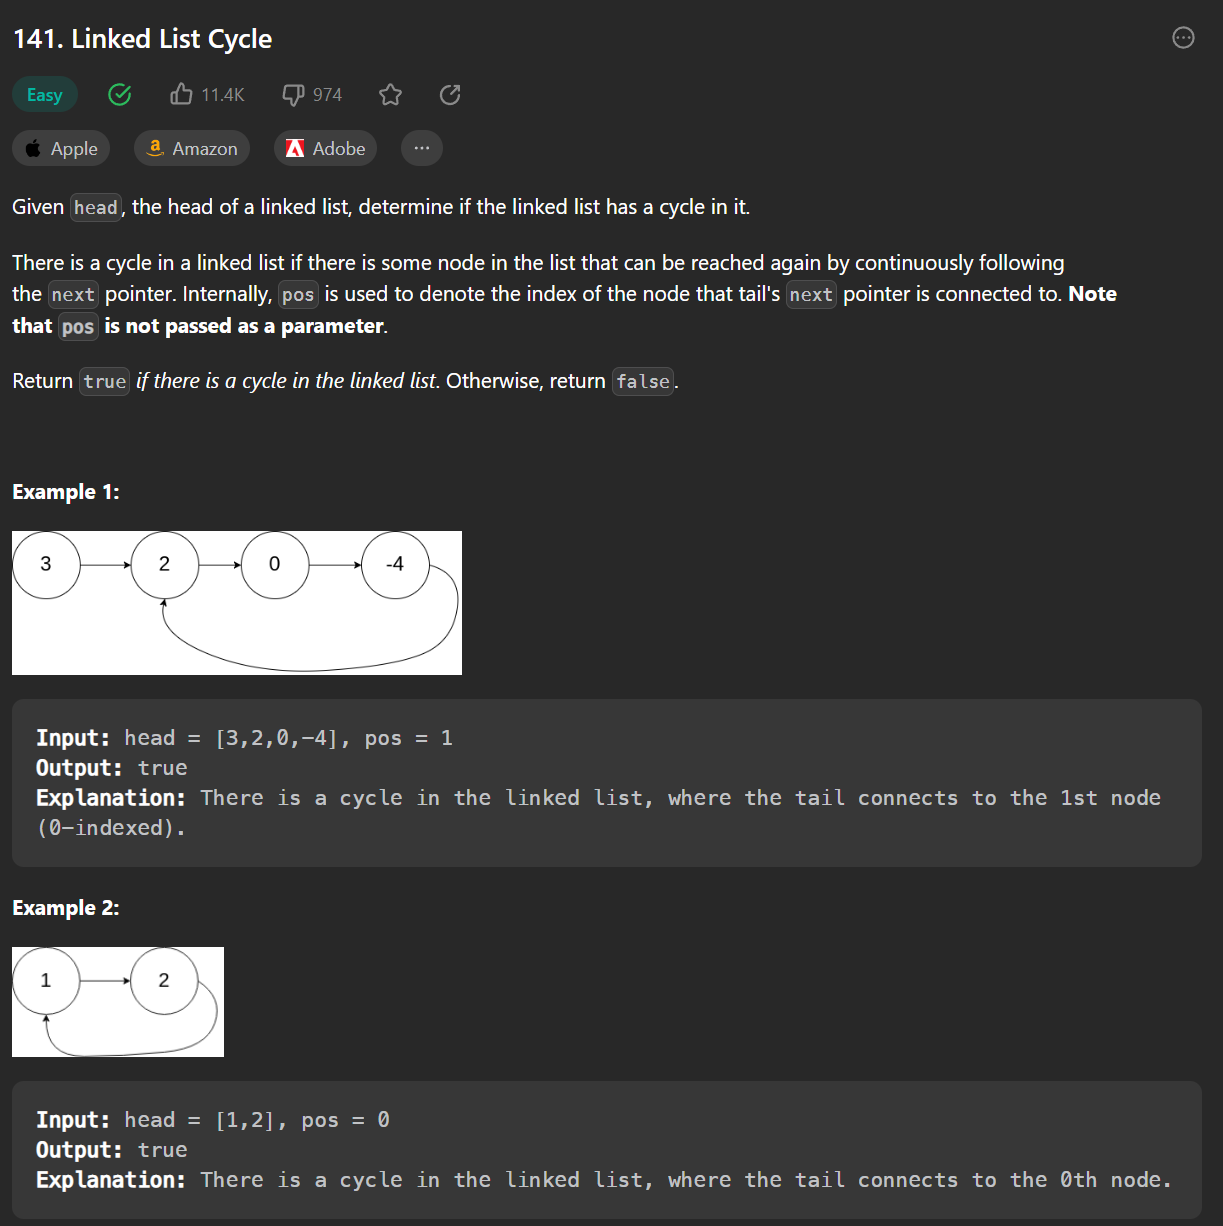 141. Linked List Cycle
Easy 11.4K 974
Apple Amazon Adobe ...
Given head, the head of a linked list, determine if the linked list has a cycle in it.
There is a cycle in a linked list if there is some node in the list that can be reached again by continuously following
the next pointer. Internally, pos is used to denote the index of the node that tail's next pointer is connected to. Note
that pos is not passed as a parameter.
Return true if there is a cycle in the linked list. Otherwise, return false.
Example 1:
3 2 0 -4
Input: head = [3,2,0,-4], pos = 1
Output: true
Explanation: There is a cycle in the linked list, where the tail connects to the 1st node
(0-indexed).
Example 2:
1 2
Input: head = [1,2], pos = 0
Output: true
Explanation: There is a cycle in the linked list, where the tail connects to the 0th node.